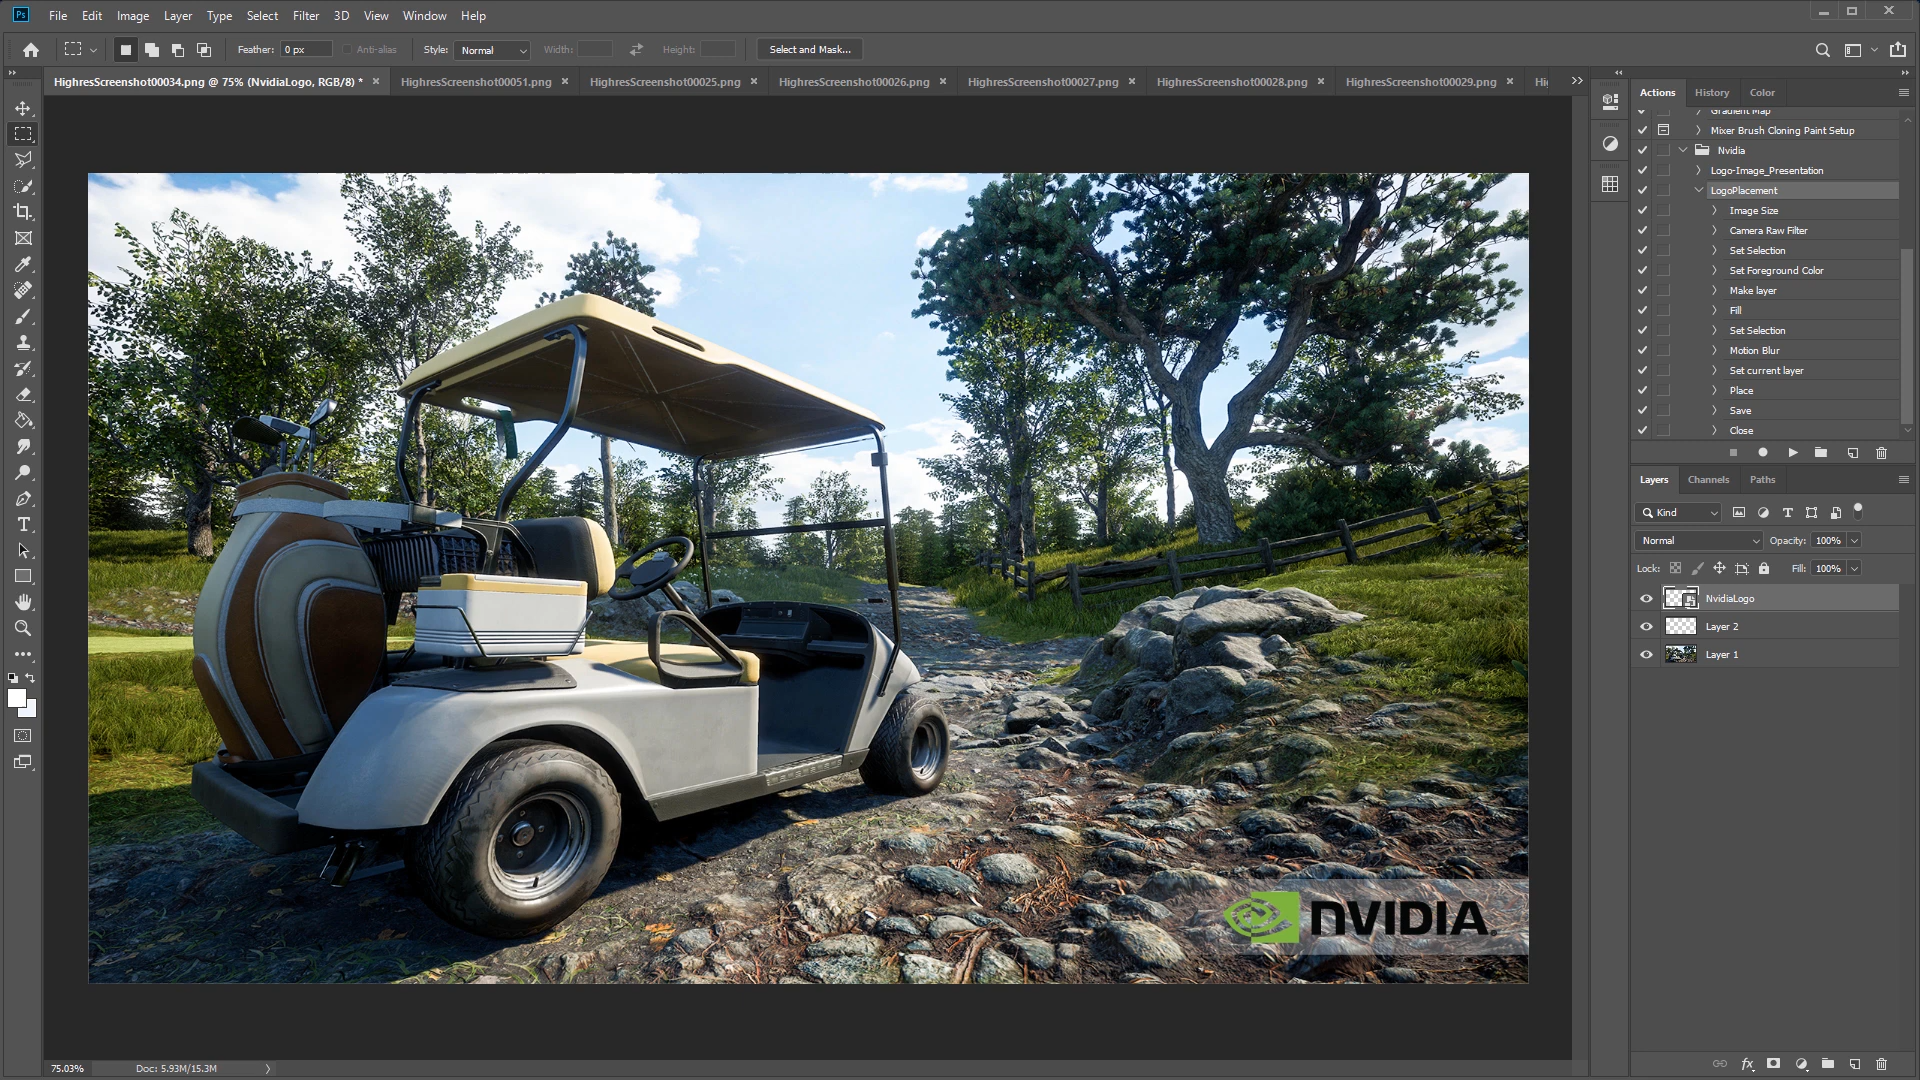 Ps File Edit Image Layer Type Select Filter 3D View Window Help
Feather: 0 px Anti-alias Style: Normal Width: Height: Select and Mask...
HighresScreenshot00034.png @ 75% (NvidiaLogo, RGB/8) * HighresScreenshot00051.png HighresScreenshot00025.png HighresScreenshot00026.png HighresScreenshot00027.png HighresScreenshot00028.png HighresScreenshot00029.png
Actions History Color
Gradient Map
Mixer Brush Cloning Paint Setup
Nvidia
Logo-Image_Presentation
LogoPlacement
Image Size
Camera Raw Filter
Set Selection
Set Foreground Color
Make layer
Fill
Set Selection
Motion Blur
Set current layer
Place
Save
Close
Layers Channels Paths
Kind
Normal Opacity: 100%
Lock: Fill: 100%
NvidiaLogo
Layer 2
Layer 1
NVIDIA.
75.03% Doc: 5.93M/15.3M
fx